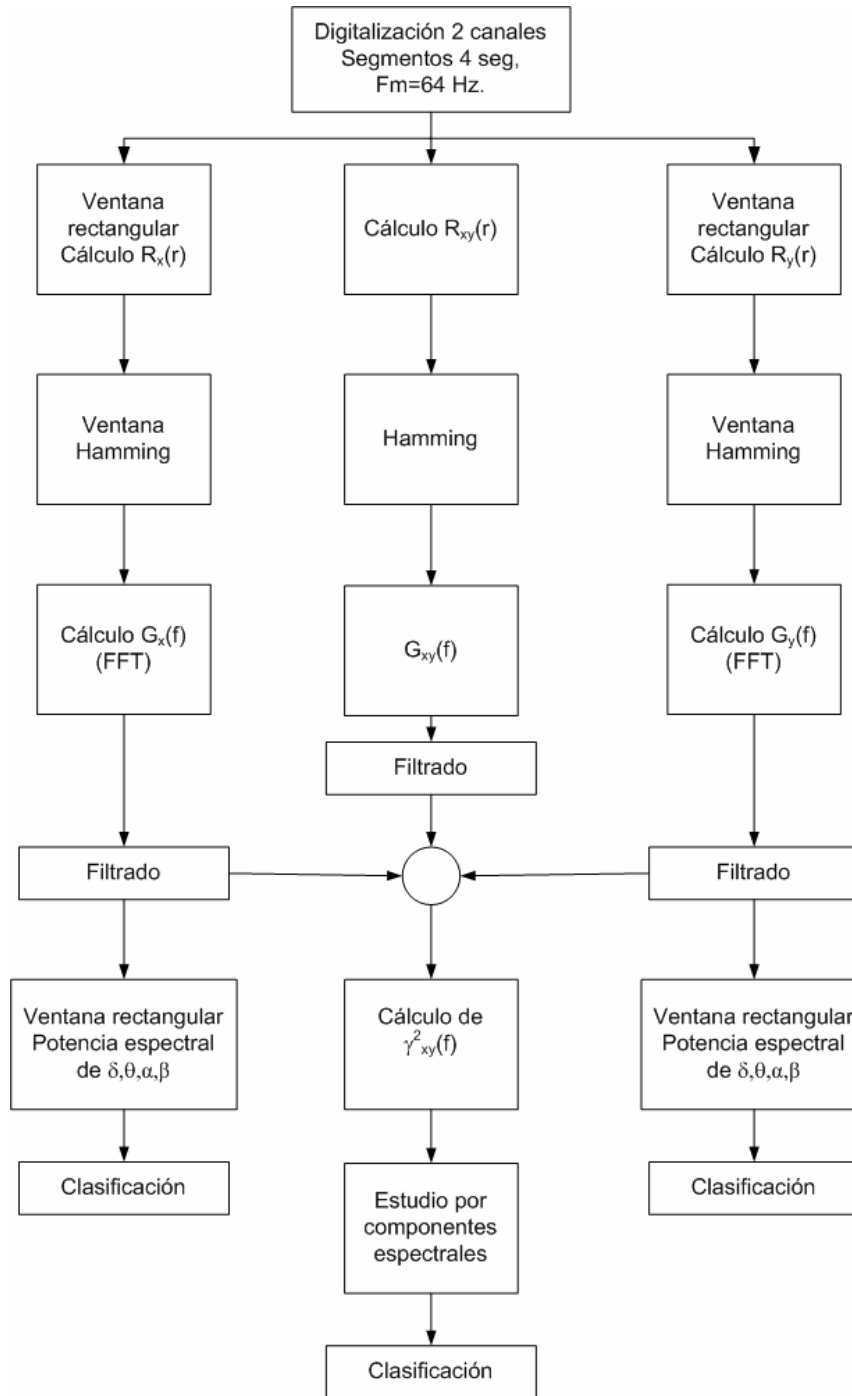 Digitalización 2 canales
Segmentos 4 seg,
Fm=64 Hz.
Ventana
rectangular
Cálculo Rx(r)
Cálculo Rxy(r)
Ventana
rectangular
Cálculo Ry(r)
Ventana
Hamming
Hamming
Ventana
Hamming
Cálculo Gx(f)
(FFT)
Gxy(f)
Cálculo Gy(f)
(FFT)
Filtrado
Filtrado
Filtrado
Ventana rectangular
Potencia espectral
de δ,θ,α,β
Cálculo de
γ²xy(f)
Ventana rectangular
Potencia espectral
de δ,θ,α,β
Clasificación
Estudio por
componentes
espectrales
Clasificación
Clasificación